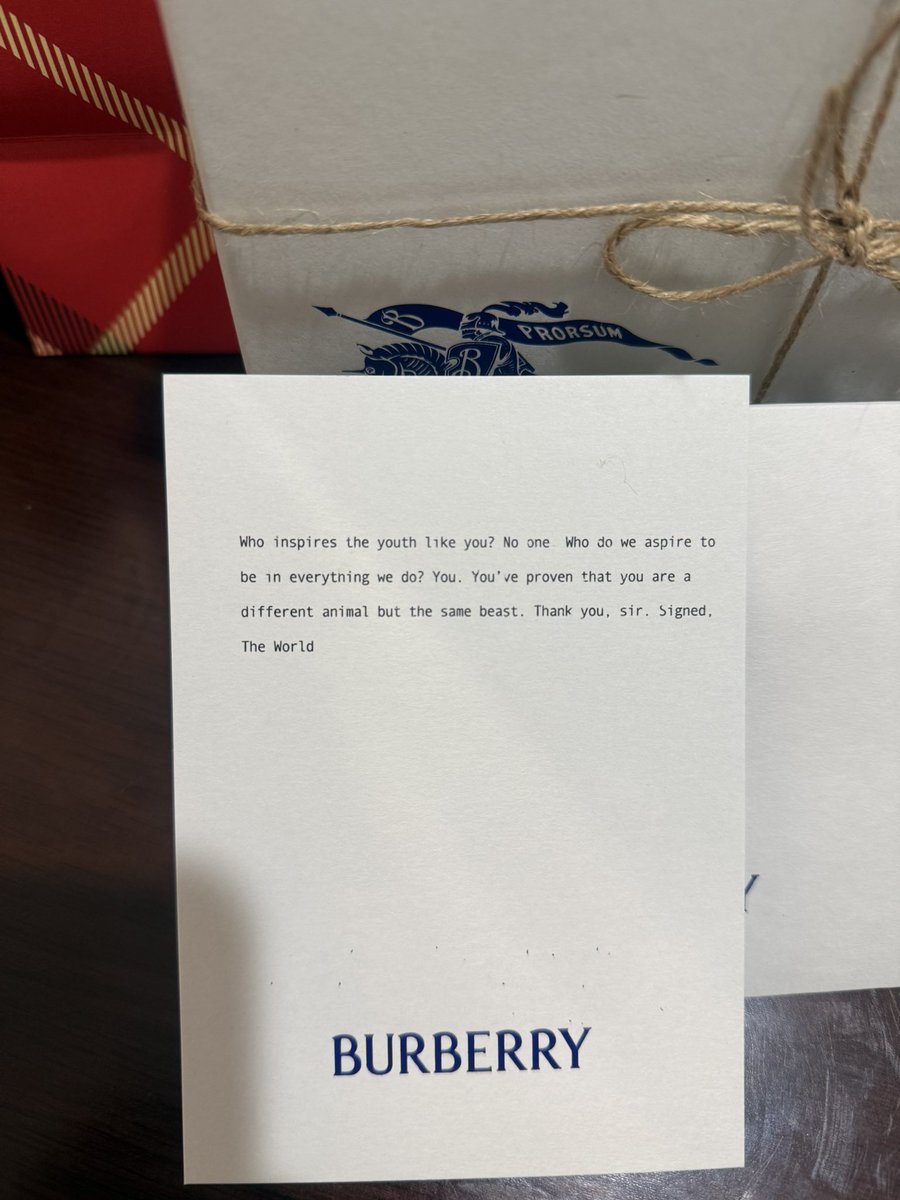 B PRORSUM
B
Who inspires the youth like you? No one. Who do we aspire to
be in everything we do? You. You've proven that you are a
different animal but the same beast. Thank you, sir. Signed,
The World
Y
BURBERRY